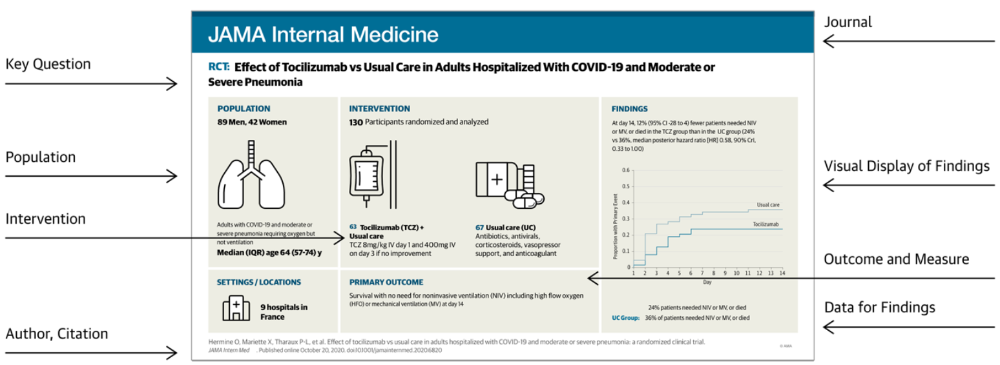 Key Question
Population
Intervention
Author, Citation
JAMA Internal Medicine
RCT: Effect of Tocilizumab vs Usual Care in Adults Hospitalized With COVID-19 and Moderate or
Severe Pneumonia
POPULATION
89 Men, 42 Women
Adults with COVID-19 and moderate or
severe pneumonia requiring oxygen but
not ventilation
Median (IQR) age 64 (57-74) y
INTERVENTION
130 Participants randomized and analyzed
63 Tocilizumab (TCZ) +
Usual care
TCZ 8mg/kg IV day 1 and 400mg IV
on day 3 if no improvement
67 Usual care (UC)
Antibiotics, antivirals,
corticosteroids, vasopressor
support, and anticoagulant
SETTINGS / LOCATIONS
9 hospitals in
France
PRIMARY OUTCOME
Survival with no need for noninvasive ventilation (NIV) including high flow oxygen
(HFO) or mechanical ventilation (MV) at day 14
FINDINGS
At day 14, 12% (95% CI -28 to 4) fewer patients needed NIV
or MV, or died in the TCZ group than in the UC group (24%
vs 36%, median posterior hazard ratio [HR] 0.58, 90% CrI,
0.33 to 1.00)
Proportion with Primary Event
0.6
0.5
0.4
0.3
0.2
0.1
0
Usual care
Tocilizumab
1 2 3 4 5 6 7 8 9 10 11 12 13 14
Day
24% patients needed NIV or MV, or died
UC Group: 36% of patients needed NIV or MV, or died
Hermine O, Mariette X, Tharaux P-L, et al. Effect of tocilizumab vs usual care in adults hospitalized with COVID-19 and moderate or severe pneumonia: a randomized clinical trial.
JAMA Intern Med . Published online October 20, 2020. doi:10.1001/jamainternmed.2020.6820
© AMA
Journal
Visual Display of Findings
Outcome and Measure
Data for Findings